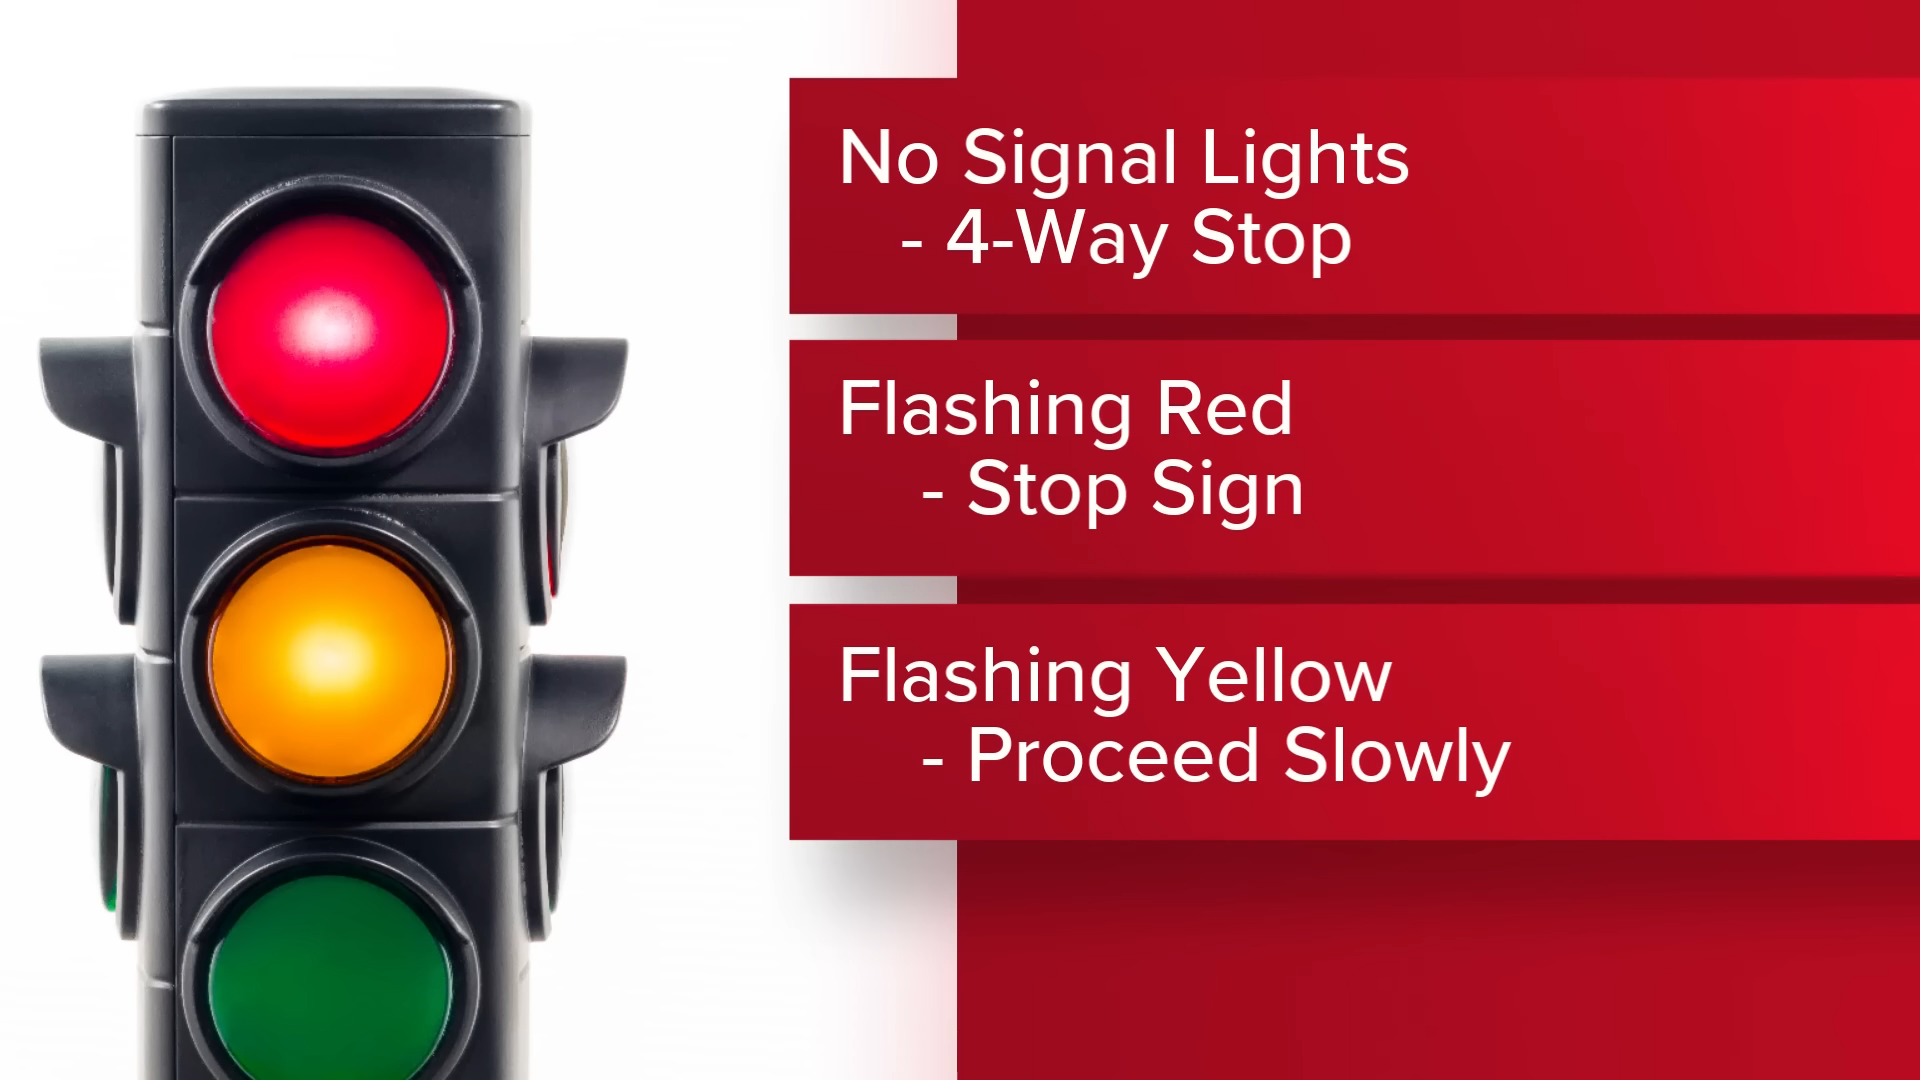 No Signal Lights
- 4-Way Stop
Flashing Red
- Stop Sign
Flashing Yellow
- Proceed Slowly